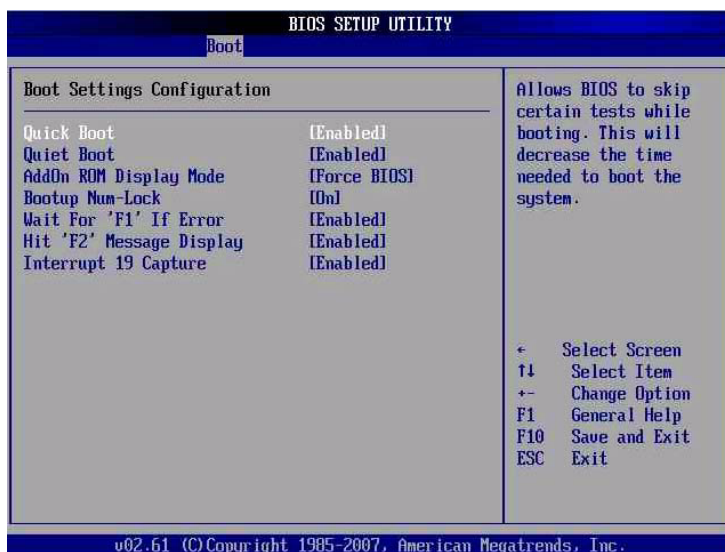 BIOS SETUP UTILITY
Boot
Boot Settings Configuration
Quick Boot [Enabled]
Quiet Boot [Enabled]
AddOn ROM Display Mode [Force BIOS]
Bootup Num-Lock [On]
Wait For 'F1' If Error [Enabled]
Hit 'F2' Message Display [Enabled]
Interrupt 19 Capture [Enabled]
Allows BIOS to skip
certain tests while
booting. This will
decrease the time
needed to boot the
system.
← Select Screen
↑↓ Select Item
+- Change Option
F1 General Help
F10 Save and Exit
ESC Exit
v02.61 (C)Copyright 1985-2007, American Megatrends, Inc.